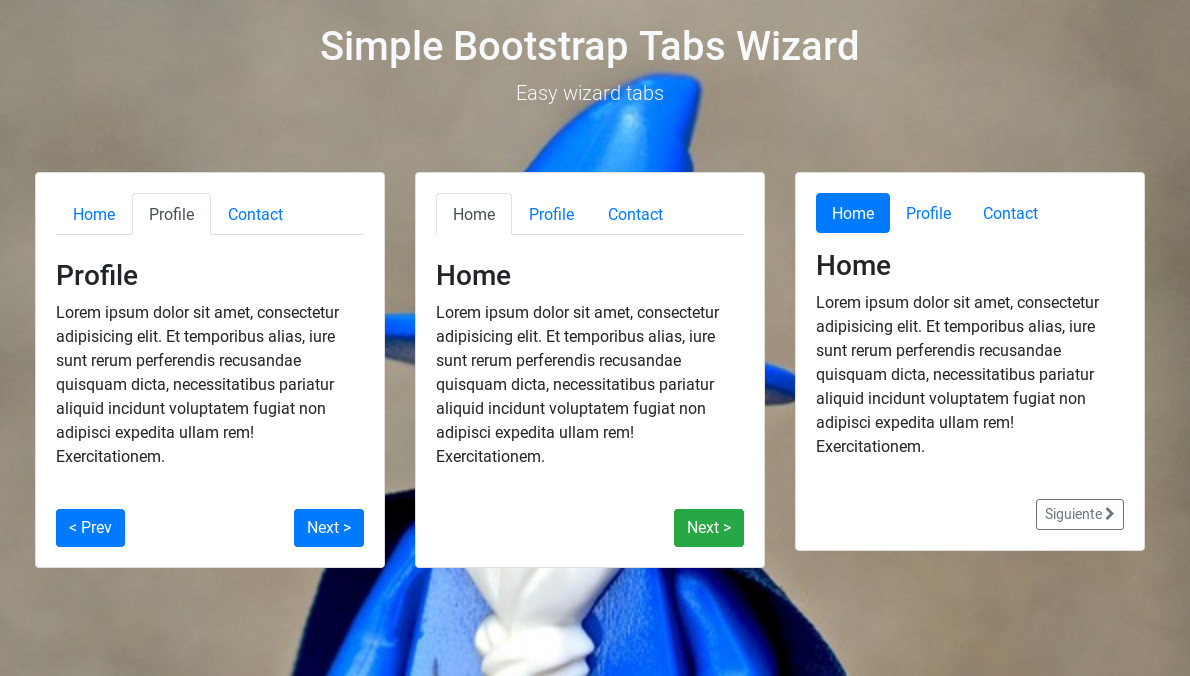 Simple Bootstrap Tabs Wizard
Easy wizard tabs
Home Profile Contact
Profile
Lorem ipsum dolor sit amet, consectetur
adipisicing elit. Et temporibus alias, iure
sunt rerum perferendis recusandae
quisquam dicta, necessitatibus pariatur
aliquid incidunt voluptatem fugiat non
adipisci expedita ullam rem!
Exercitationem.
< Prev Next >
Home Profile Contact
Home
Lorem ipsum dolor sit amet, consectetur
adipisicing elit. Et temporibus alias, iure
sunt rerum perferendis recusandae
quisquam dicta, necessitatibus pariatur
aliquid incidunt voluptatem fugiat non
adipisci expedita ullam rem!
Exercitationem.
Next >
Home Profile Contact
Home
Lorem ipsum dolor sit amet, consectetur
adipisicing elit. Et temporibus alias, iure
sunt rerum perferendis recusandae
quisquam dicta, necessitatibus pariatur
aliquid incidunt voluptatem fugiat non
adipisci expedita ullam rem!
Exercitationem.
Siguiente